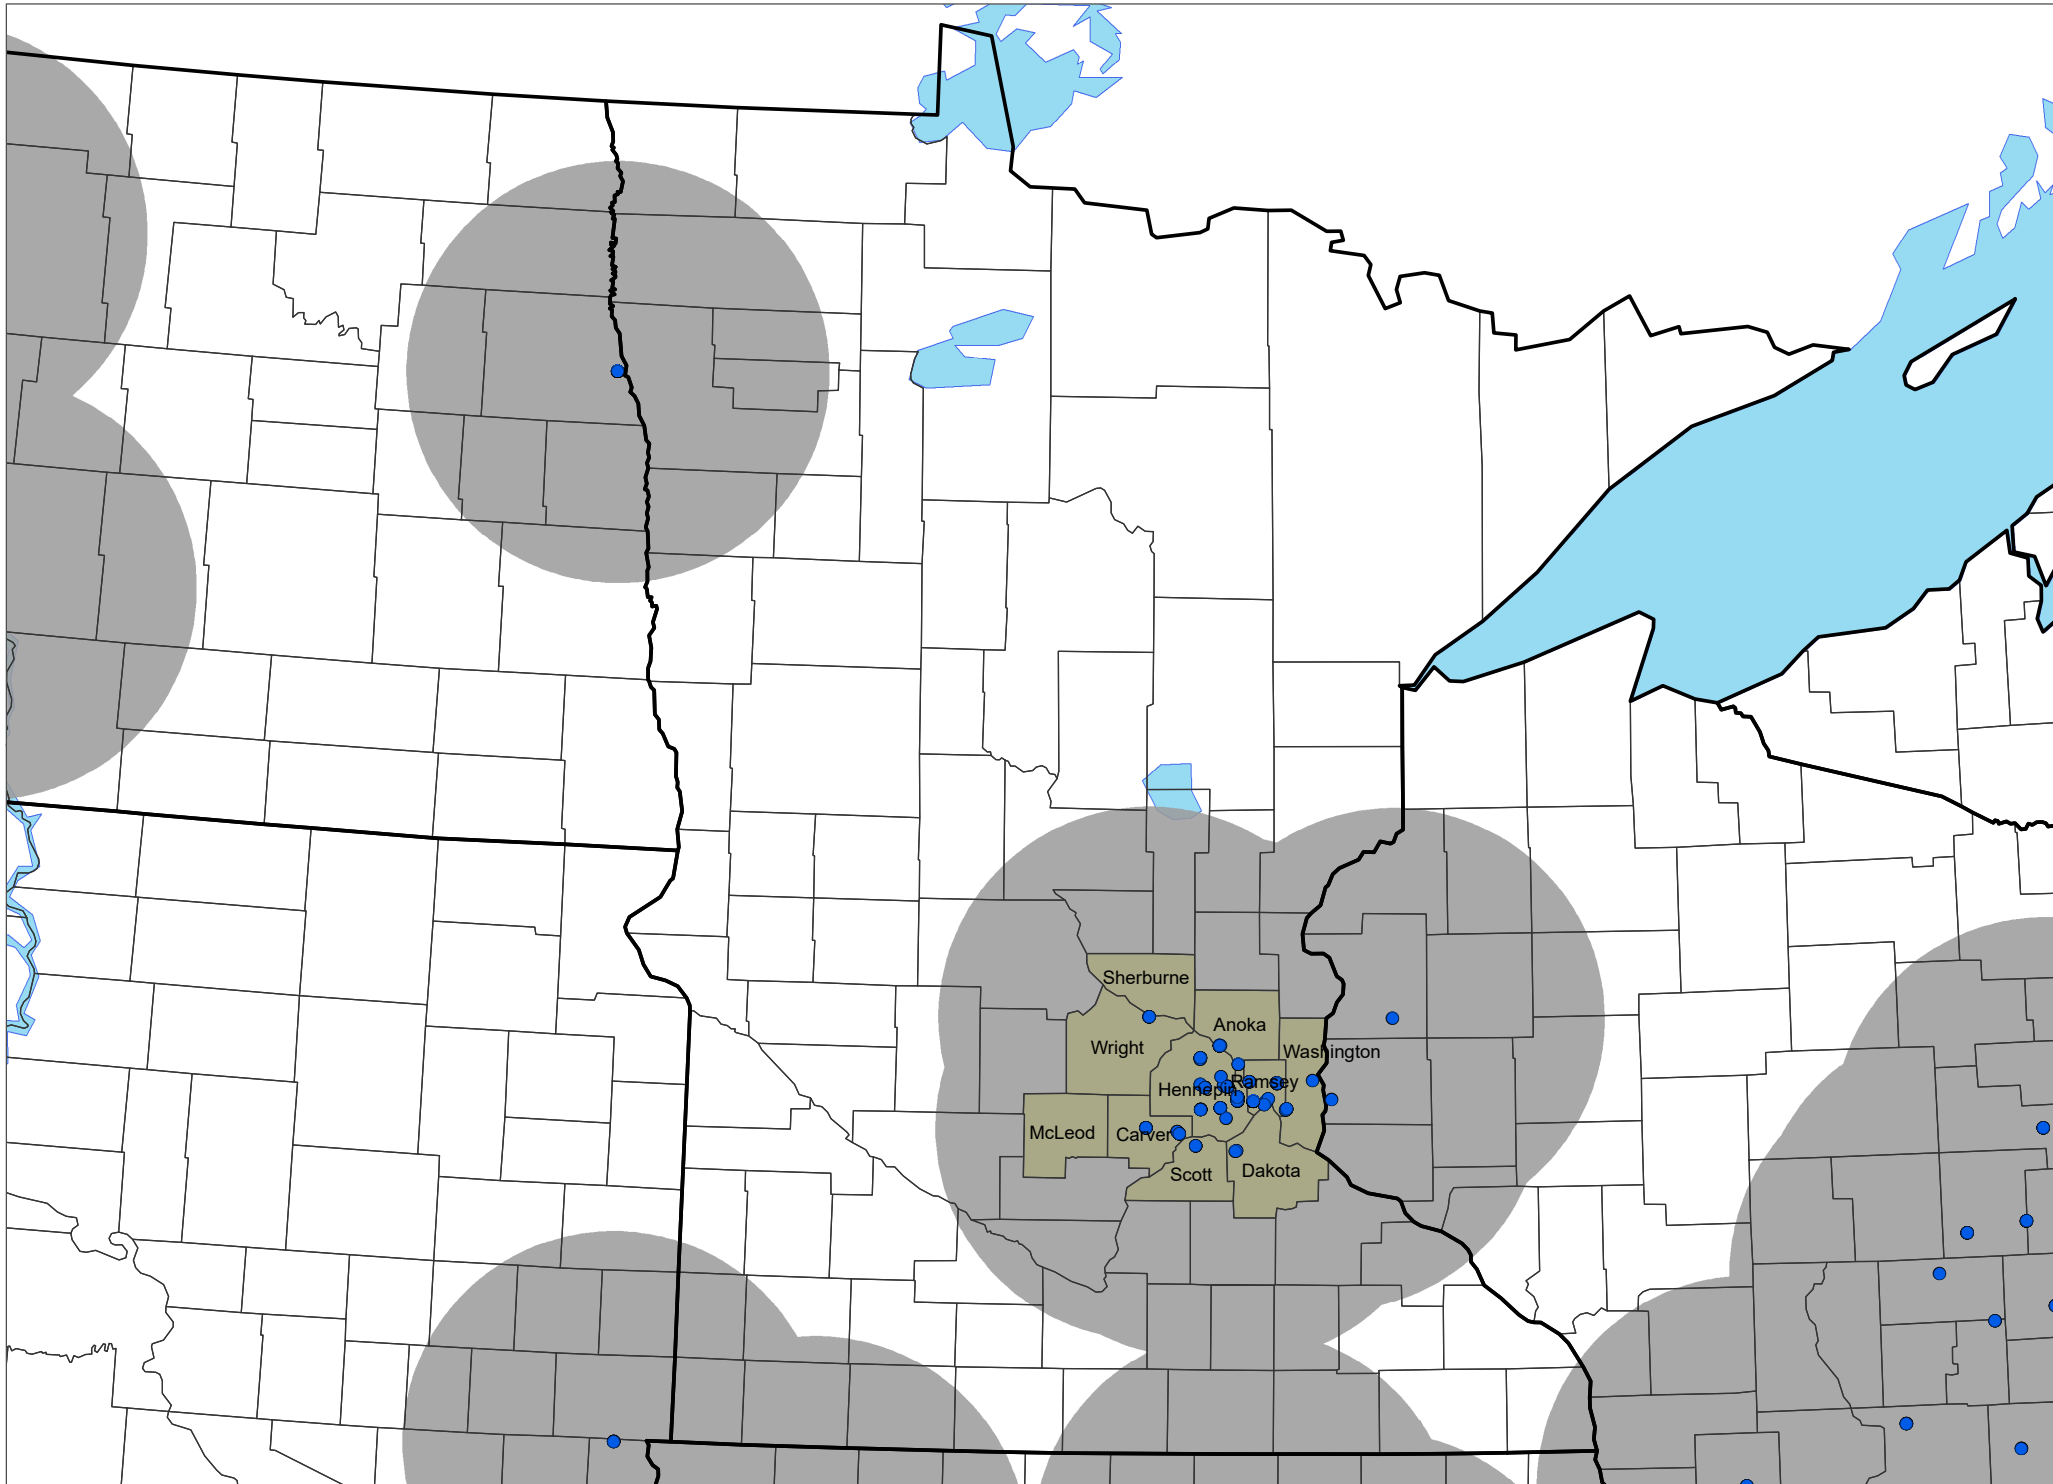 Sherburne
Anoka
Wright
Washington
Hennepin
Ramsey
McLeod
Carver
Scott
Dakota